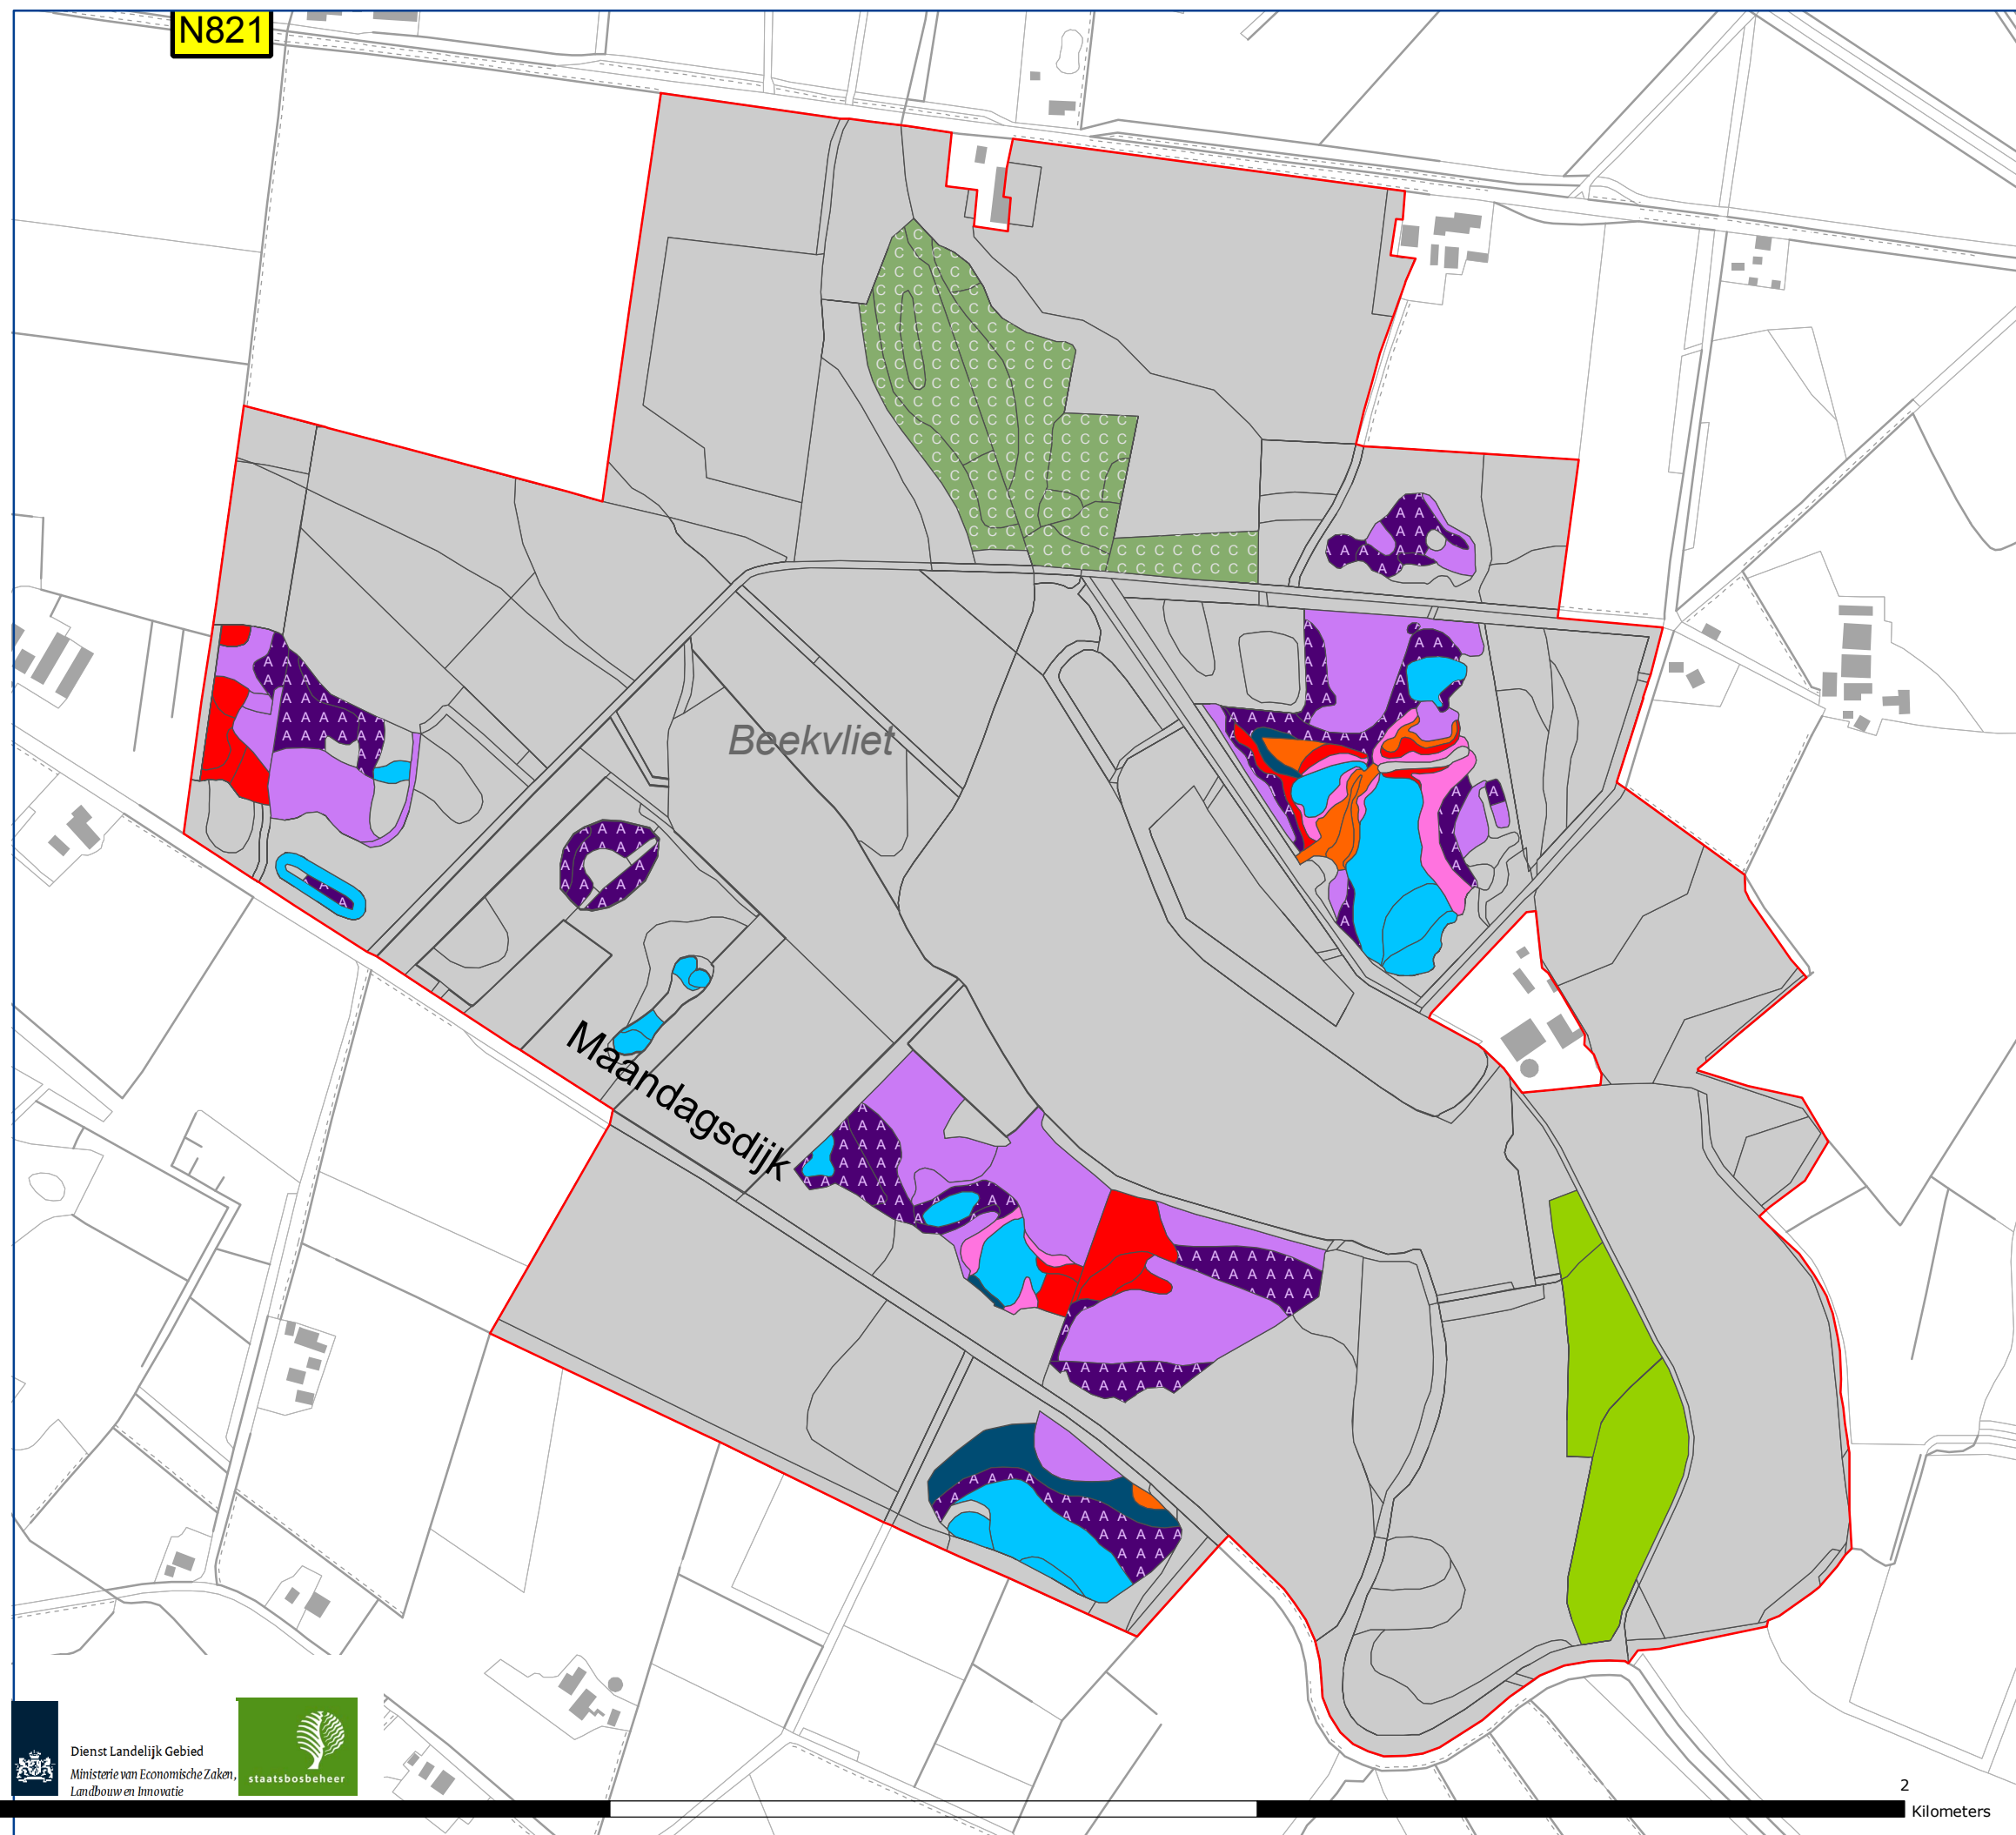 N821
Beekvliet
Maandagsdijk
Dienst Landelijk Gebied
Ministerie van Economische Zaken,
Landbouw en Innovatie
staatsbosbeheer
2
Kilometers